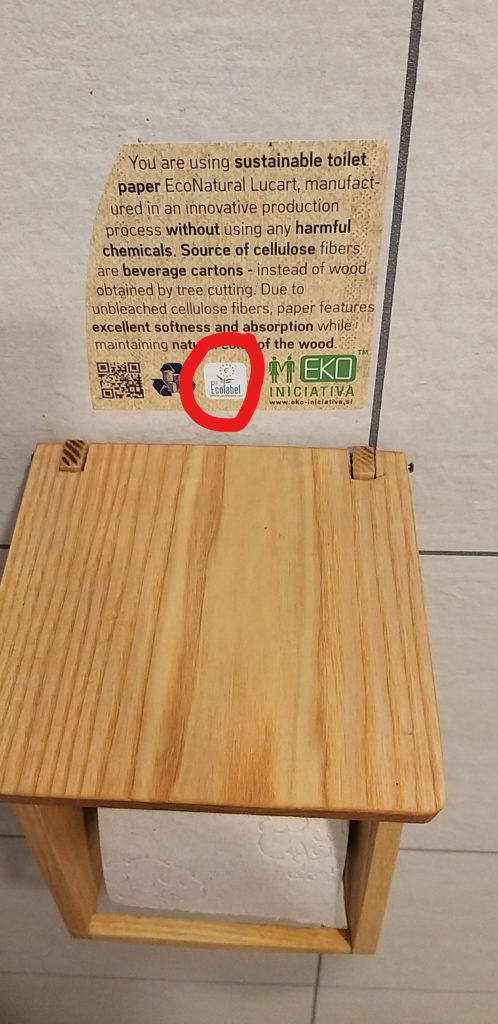 You are using sustainable toilet
paper EcoNatural Lucart, manufact-
ured in an innovative production
process without using any harmful
chemicals. Source of cellulose fibers
are beverage cartons - instead of wood
obtained by tree cutting. Due to
unbleached cellulose fibers, paper features
excellent softness and absorption while
maintaining natural color of the wood.
Ecolabel
EKO TM
INICIATIVA
www.eko-iniciativa.si